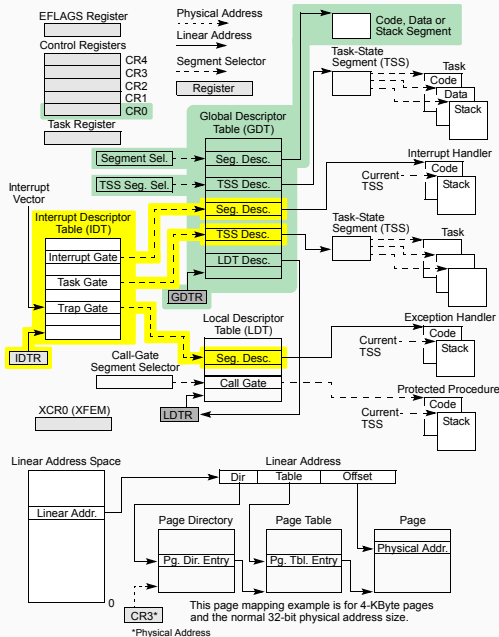 EFLAGS Register
Control Registers
CR4
CR3
CR2
CR1
CR0
Task Register
Physical Address
Linear Address
Segment Selector
Register
Code, Data or
Stack Segment
Task-State
Segment (TSS)
Task
Code
Data
Stack
Global Descriptor
Table (GDT)
Segment Sel.
Seg. Desc.
TSS Seg. Sel.
TSS Desc.
Interrupt Handler
Code
Current
TSS
Stack
Interrupt
Vector
Interrupt Descriptor
Table (IDT)
Seg. Desc.
Interrupt Gate
TSS Desc.
Task-State
Segment (TSS)
Task
Code
Data
Stack
Task Gate
LDT Desc.
Trap Gate
GDTR
IDTR
Local Descriptor
Table (LDT)
Exception Handler
Code
Current
TSS
Stack
Call-Gate
Segment Selector
Seg. Desc.
Call Gate
Protected Procedure
Code
Current
TSS
Stack
XCR0 (XFEM)
LDTR
Linear Address Space
Linear Address
Dir
Table
Offset
Linear Addr.
Page Directory
Page Table
Page
Physical Addr.
Pg. Dir. Entry
Pg. Tbl. Entry
0
CR3*
This page mapping example is for 4-KByte pages
and the normal 32-bit physical address size.
*Physical Address